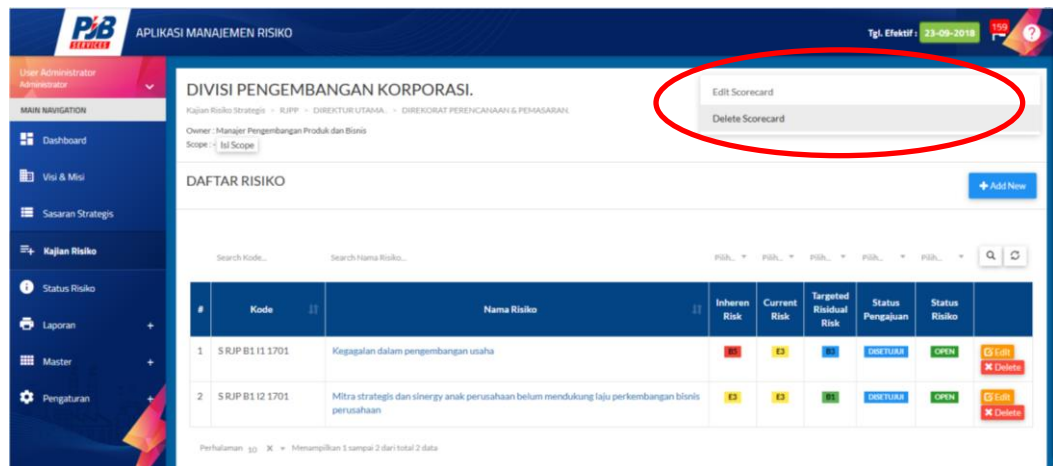 PJB
SERVICES
APLIKASI MANAJEMEN RISIKO
Tgl. Efektif : 23-09-2018
159
?
User Administrator
Administrator
MAIN NAVIGATION
Dashboard
Visi & Misi
Sasaran Strategis
Kajian Risiko
Status Risiko
Laporan +
Master +
Pengaturan +
DIVISI PENGEMBANGAN KORPORASI.
Kajian Risiko Strategis > RJPP > DIREKTUR UTAMA.. > DIREKORAT PERENCANAAN & PEMASARAN.
Owner : Manajer Pengembangan Produk dan Bisnis
Scope : - Isi Scope
Edit Scorecard
Delete Scorecard
DAFTAR RISIKO
+ Add New
Search Kode... Search Nama Risiko... Pilih... Pilih... Pilih... Pilih... Pilih...
# Kode Nama Risiko Inheren Risk Current Risk Targeted Risidual Risk Status Pengajuan Status Risiko
1 S RJP B1 I1 1701 Kegagalan dalam pengembangan usaha B5 E3 B3 DISETUJUI OPEN Edit
Delete
2 S RJP B1 I2 1701 Mitra strategis dan sinergy anak perusahaan belum mendukung laju perkembangan bisnis E3 E3 B1 DISETUJUI OPEN Edit
perusahaan Delete
Perhalaman 10 X Menampilkan 1 sampai 2 dari total 2 data